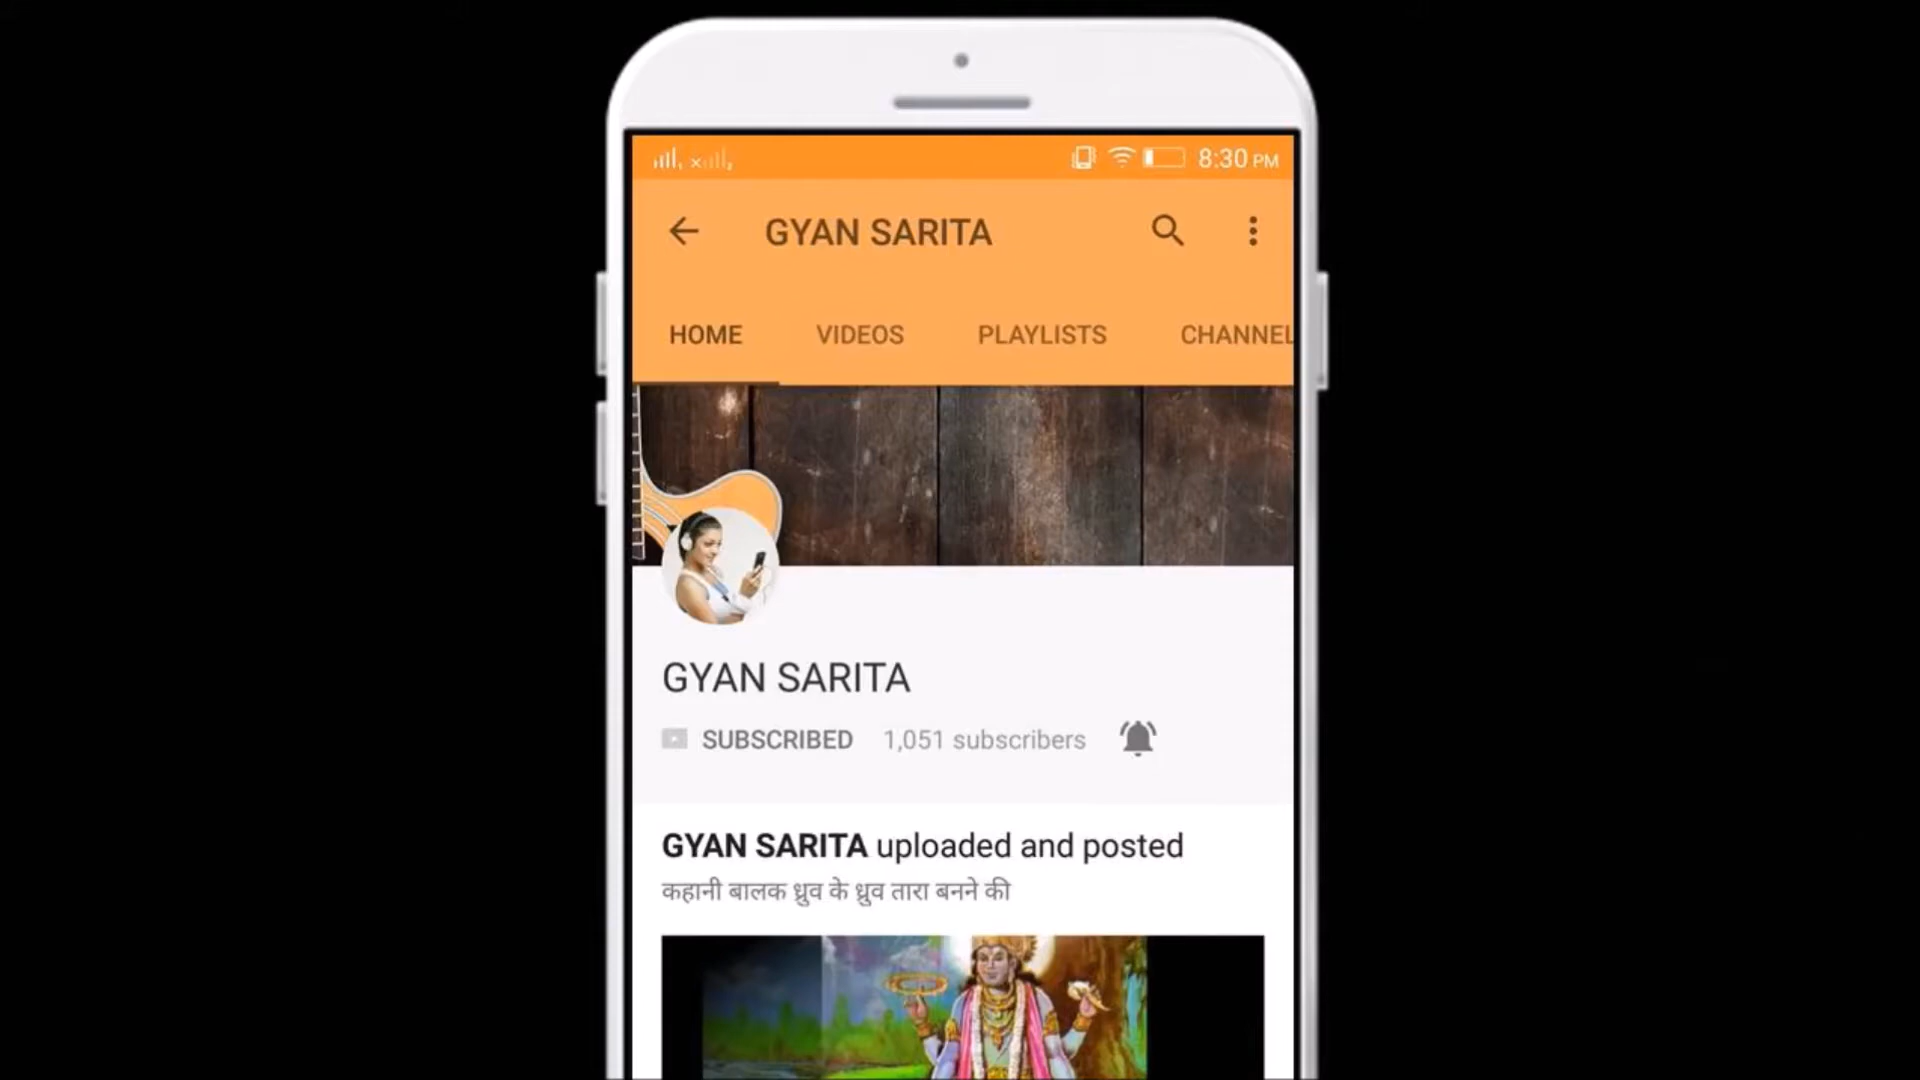 8:30 PM
GYAN SARITA
HOME VIDEOS PLAYLISTS CHANNEL
GYAN SARITA
SUBSCRIBED 1,051 subscribers
GYAN SARITA uploaded and posted
कहानी बालक ध्रुव के ध्रुव तारा बनने की